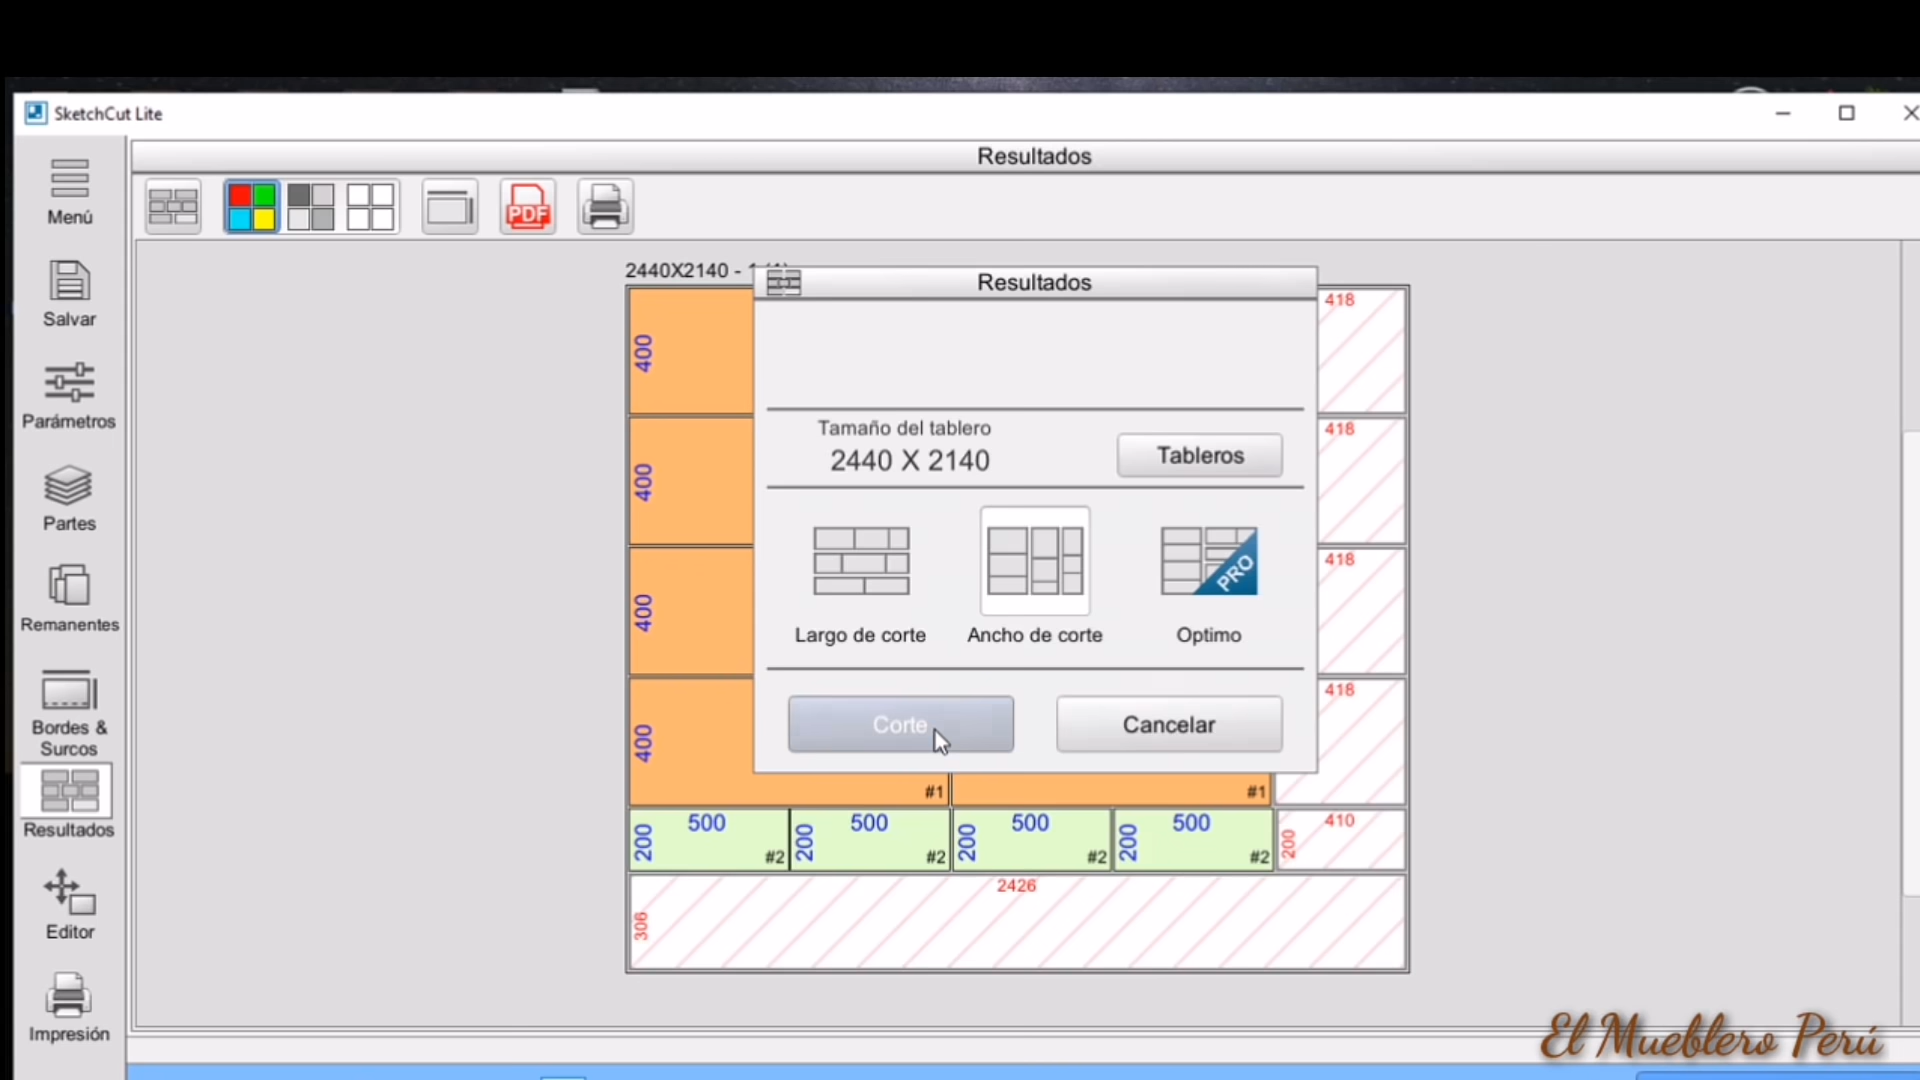 SketchCut Lite
Resultados
Menú
Salvar
Parámetros
Partes
Remanentes
Bordes &
Surcos
Resultados
Editor
Impresión
PDF
2440X2140 -
Resultados
Tamaño del tablero
2440 X 2140
Tableros
PRO
Largo de corte
Ancho de corte
Optimo
Corte
Cancelar
400
418
400
418
400
418
400
418
#1
#1
200
500
#2
200
500
#2
200
500
#2
200
500
#2
200
410
2426
306
El Mueblero Perú